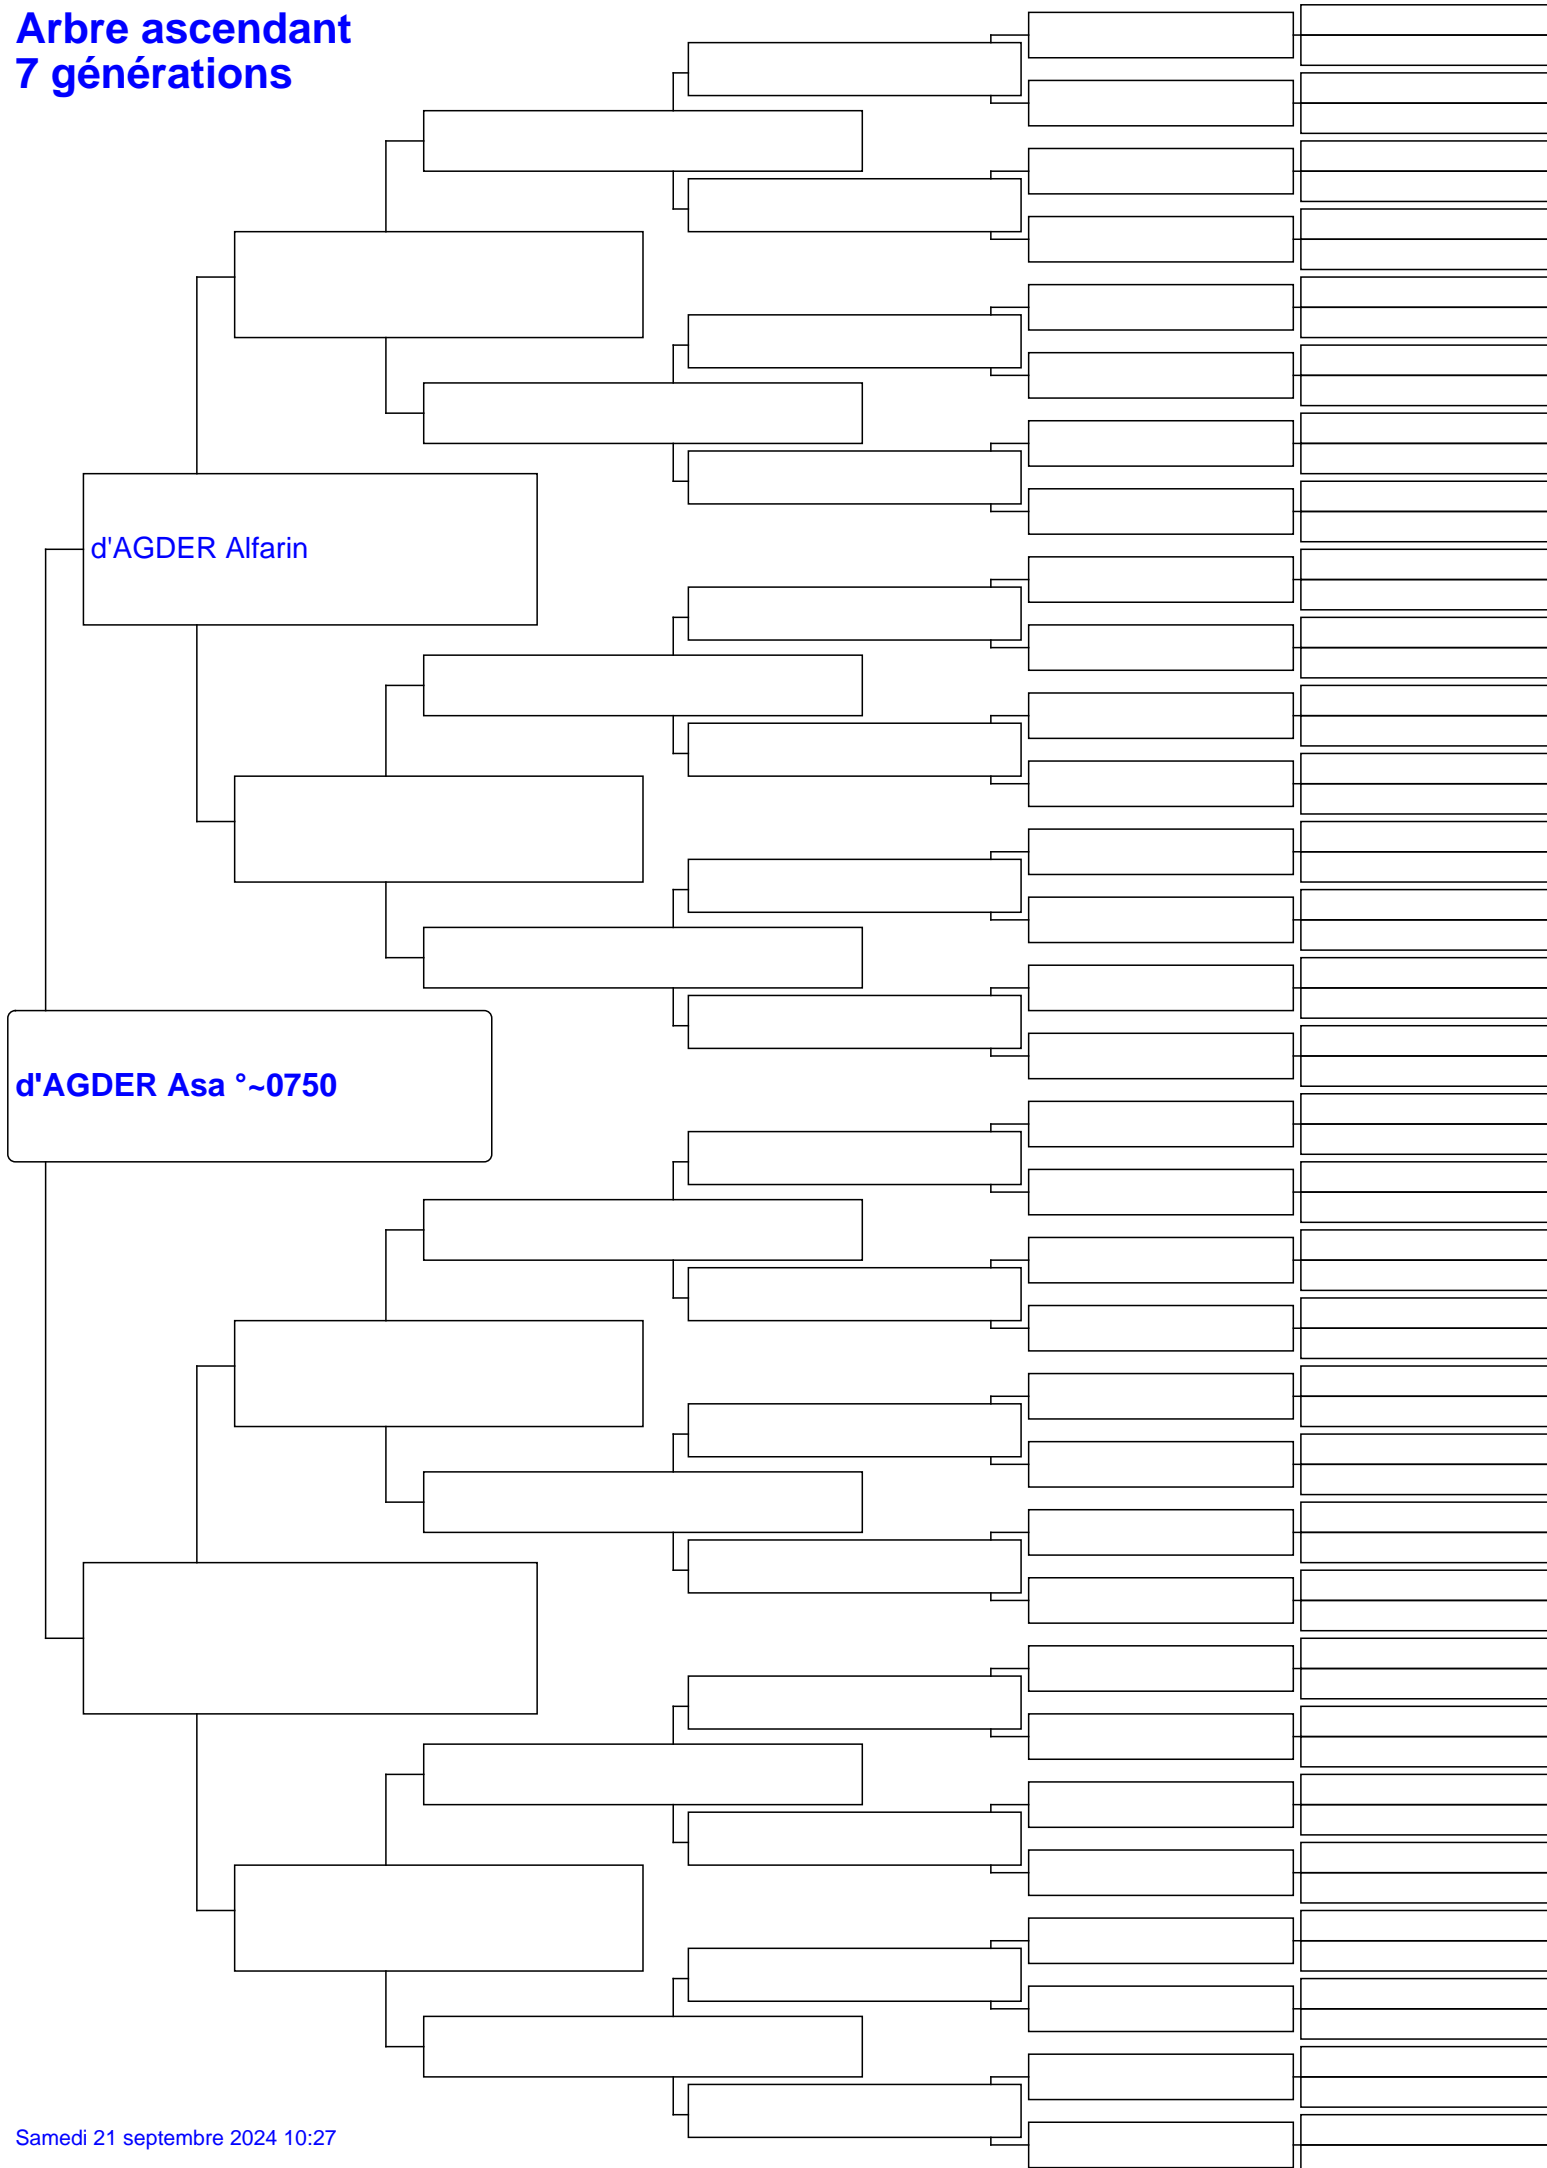 Arbre ascendant
7 générations
d'AGDER Alfarin
d'AGDER Asa °~0750
Samedi 21 septembre 2024 10:27